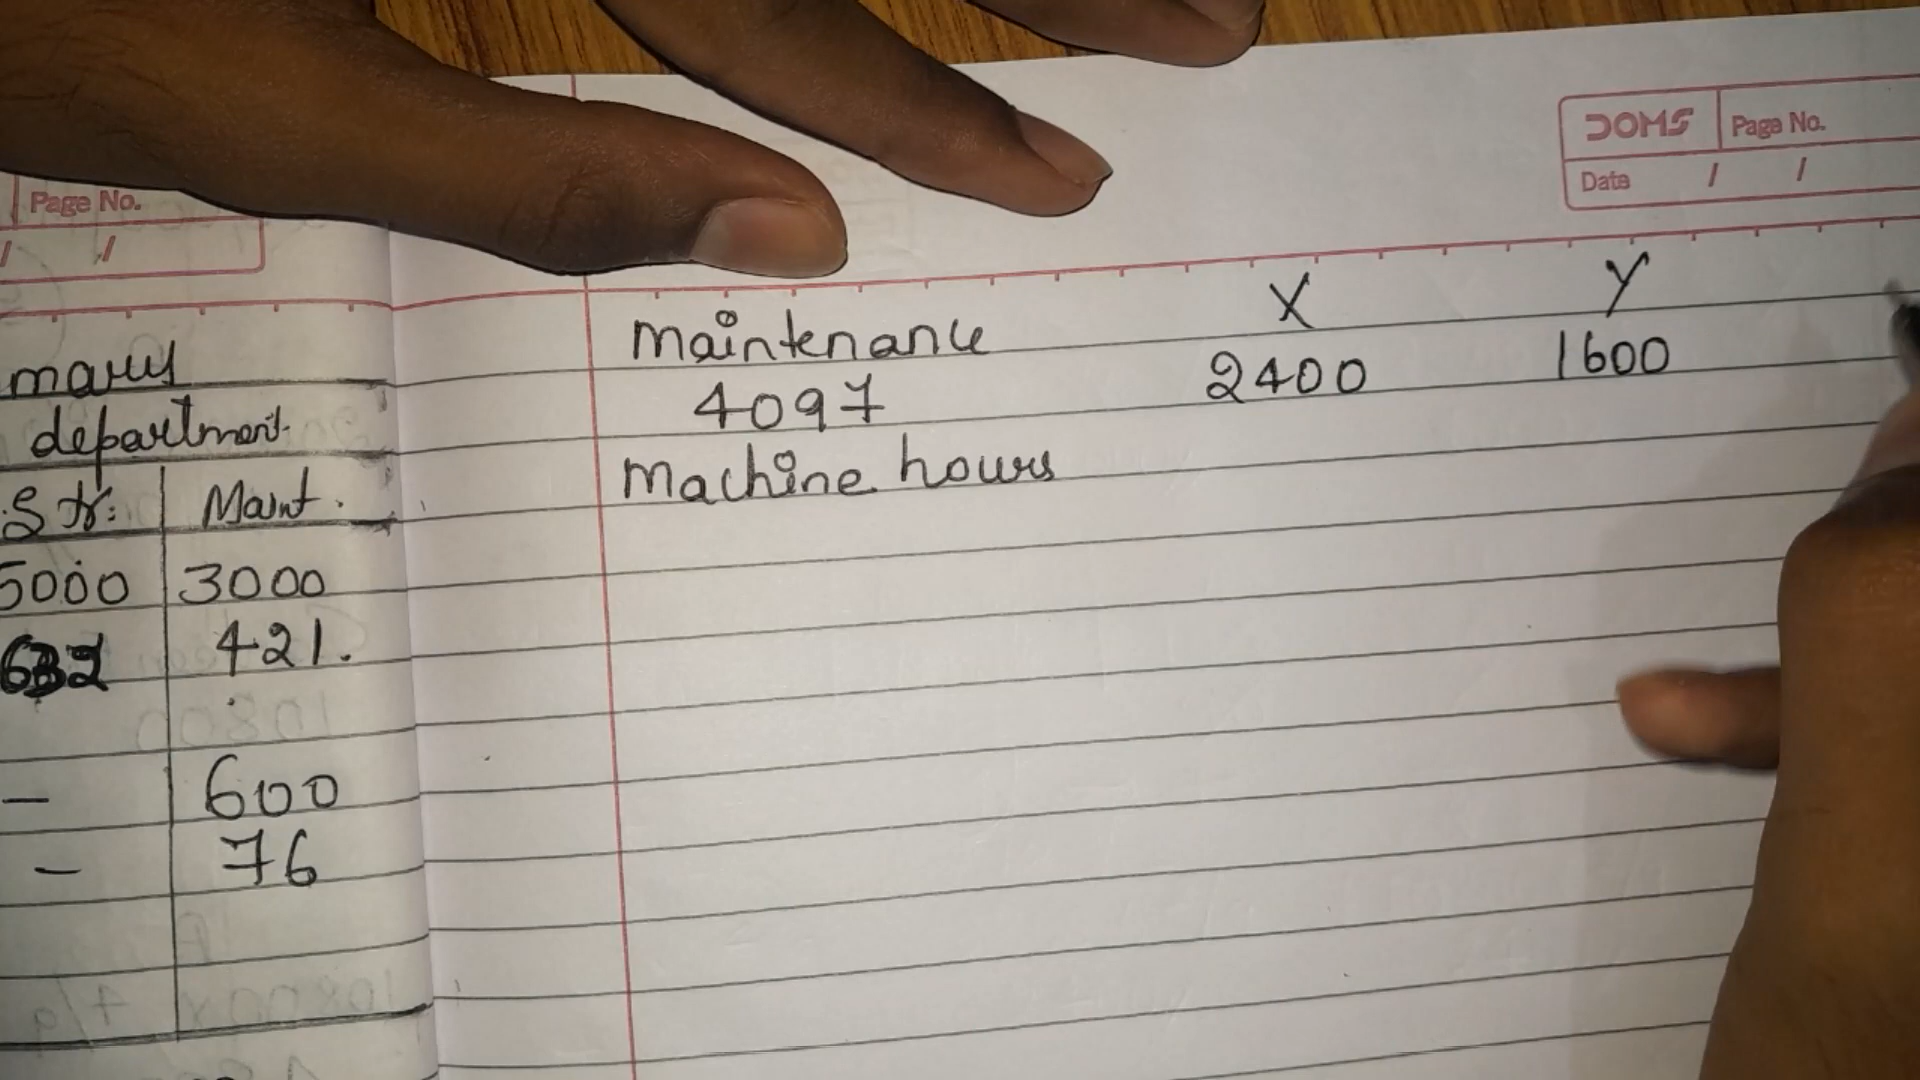 Page No.
/ /
department
S tr: Maint.
5000 3000
632 421.
- 600
- 76
DOMS Page No.
Date / /
X Y
Maintenance 2400 1600
4097
Machine hours